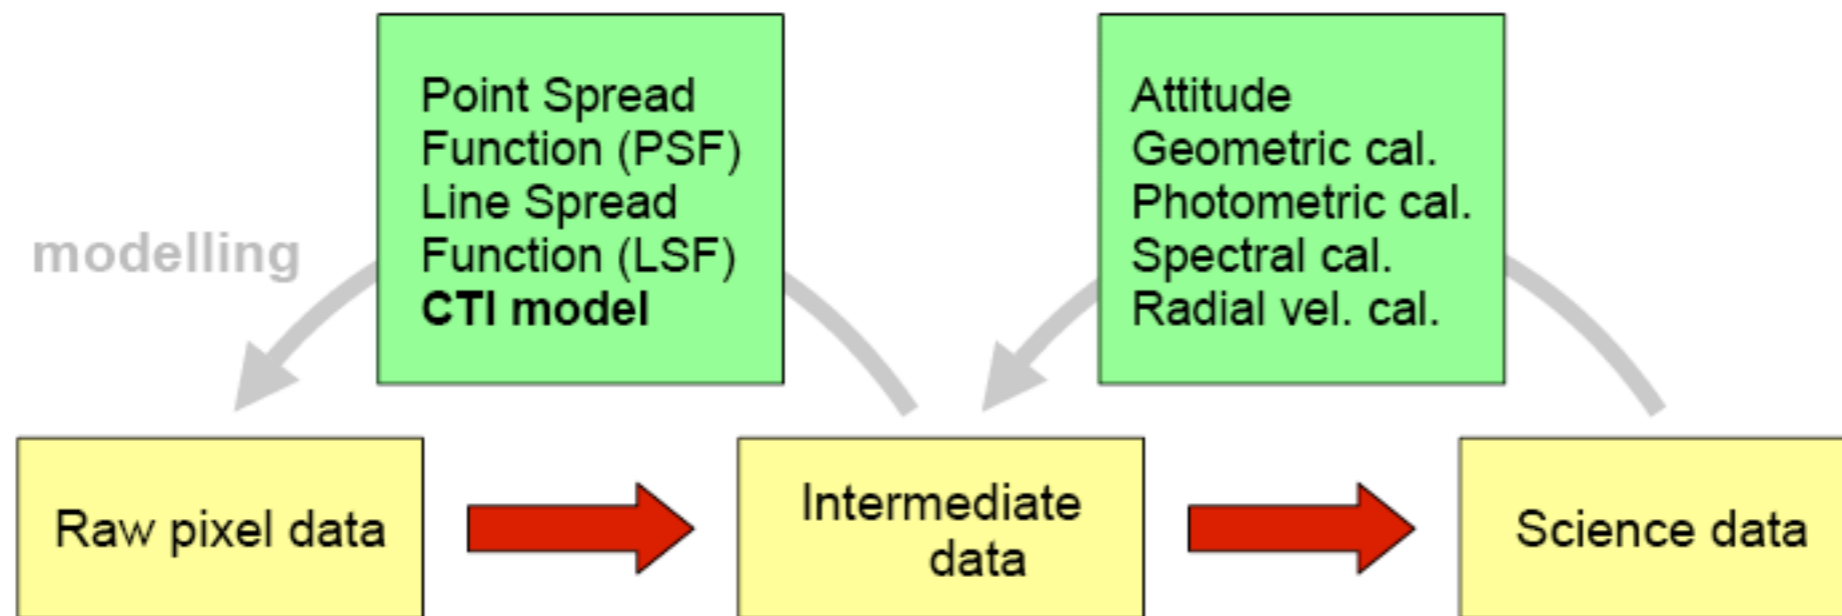 Point Spread
Function (PSF)
Line Spread
Function (LSF)
CTI model
Attitude
Geometric cal.
Photometric cal.
Spectral cal.
Radial vel. cal.
modelling
Raw pixel data
Intermediate
data
Science data